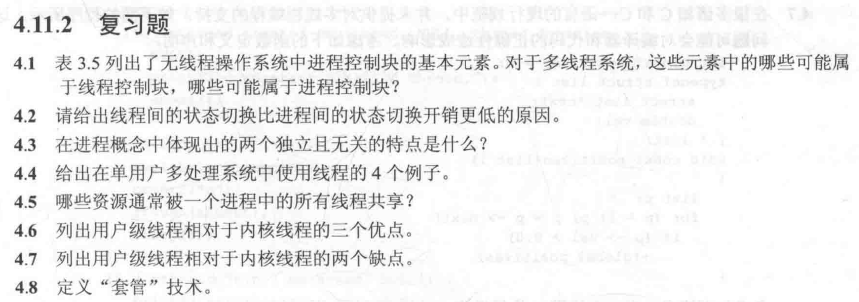 4.11.2 复习题
4.1 表 3.5 列出了无线程操作系统中进程控制块的基本元素。对于多线程系统，这些元素中的哪些可能属
于线程控制块，哪些可能属于进程控制块？
4.2 请给出线程间的状态切换比进程间的状态切换开销更低的原因。
4.3 在进程概念中体现出的两个独立且无关的特点是什么？
4.4 给出在单用户多处理系统中使用线程的 4 个例子。
4.5 哪些资源通常被一个进程中的所有线程共享？
4.6 列出用户级线程相对于内核线程的三个优点。
4.7 列出用户级线程相对于内核线程的两个缺点。
4.8 定义“套管”技术。